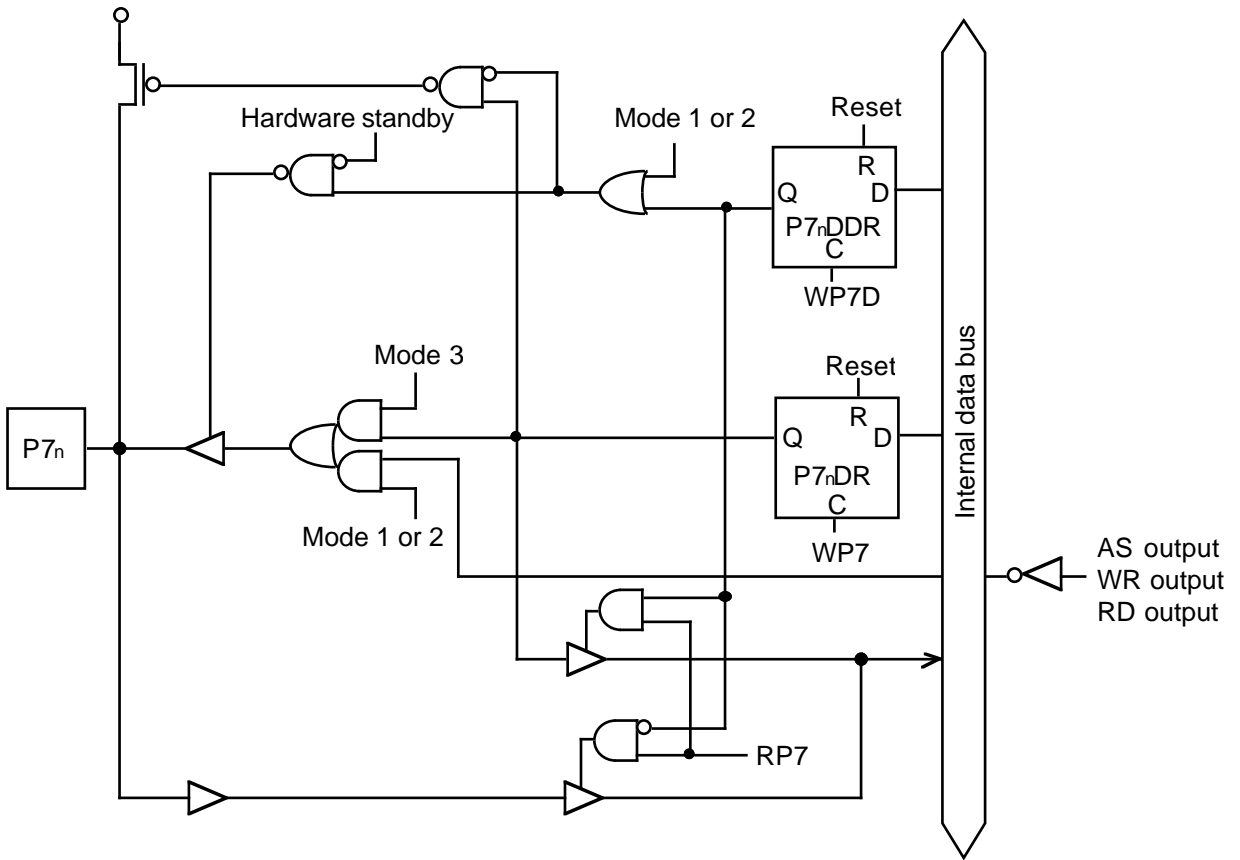 Hardware standby
Mode 1 or 2
Reset
R
Q
D
P7nDDR
C
WP7D
Mode 3
Reset
R
Q
D
P7nDR
C
WP7
P7n
Mode 1 or 2
Internal data bus
AS output
WR output
RD output
RP7